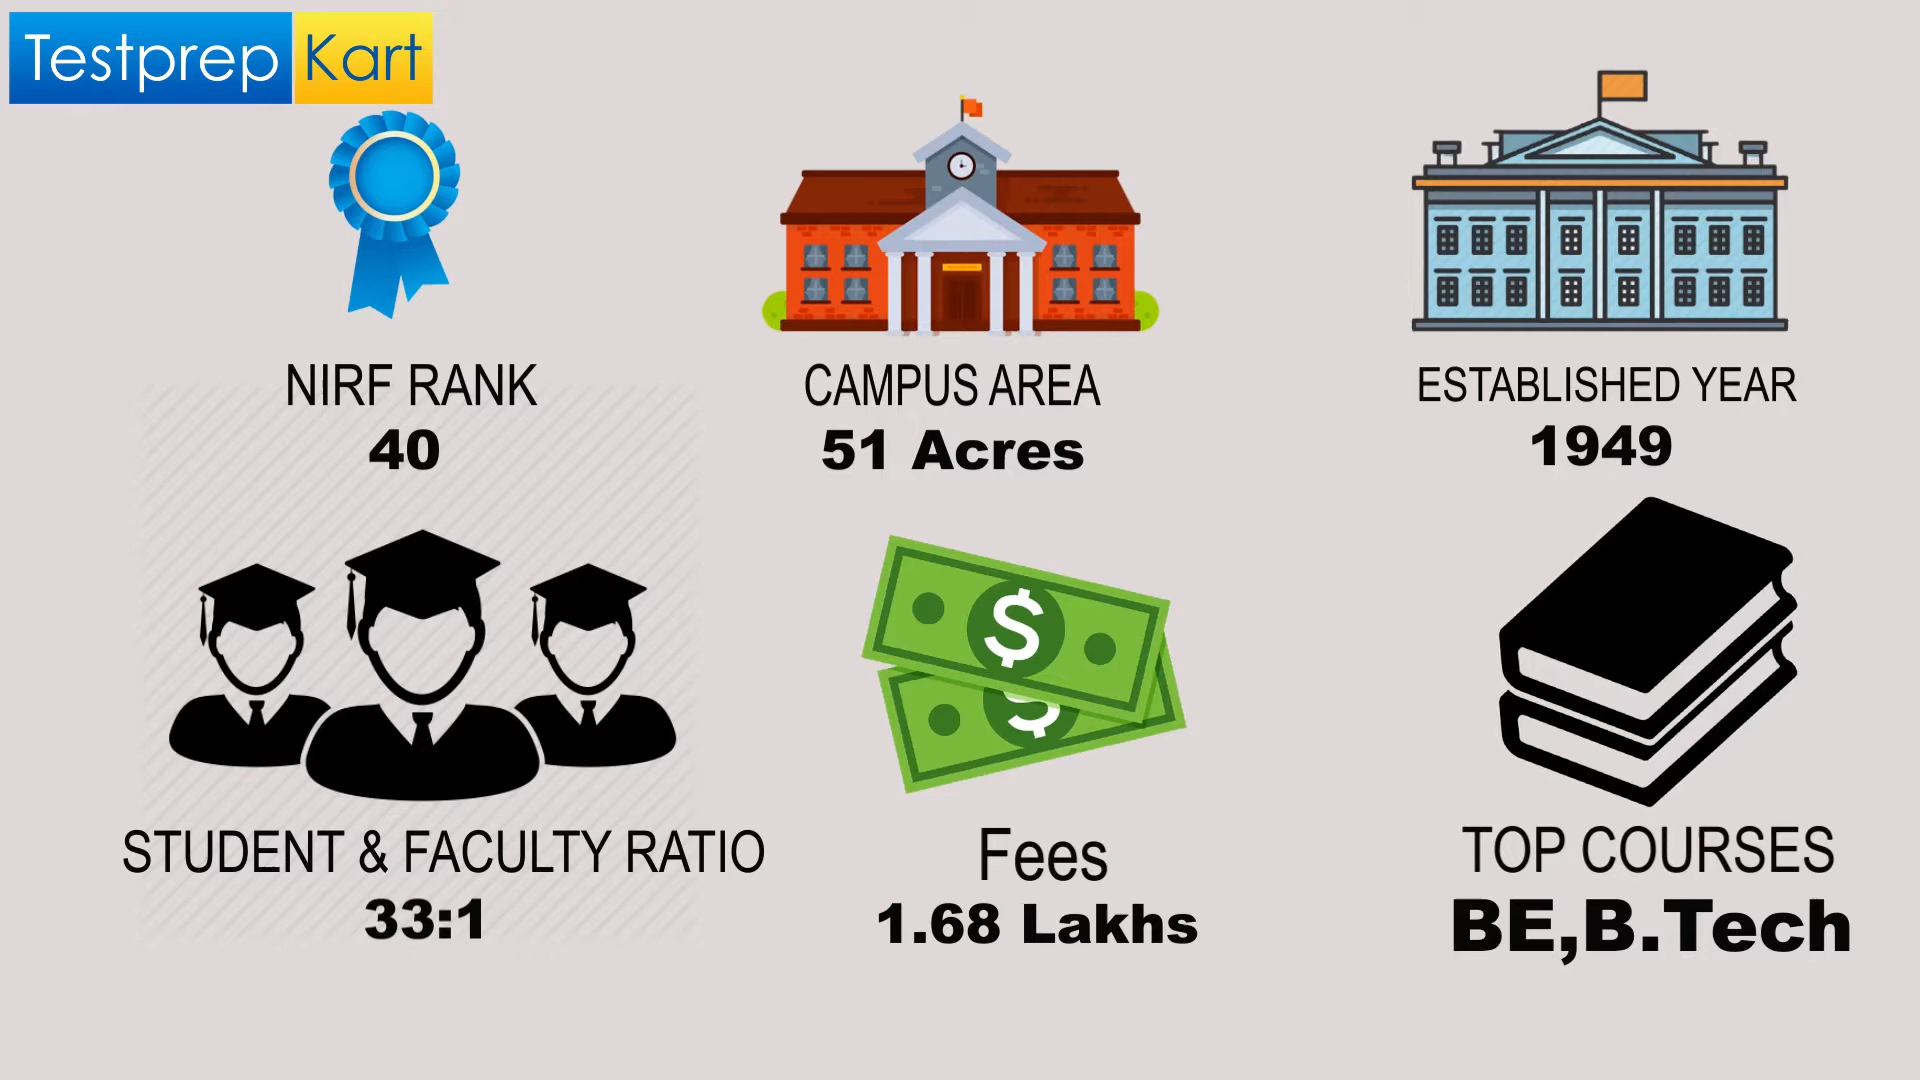 Testprep Kart
NIRF RANK
40
CAMPUS AREA
51 Acres
ESTABLISHED YEAR
1949
$
$
STUDENT & FACULTY RATIO
33:1
Fees
1.68 Lakhs
TOP COURSES
BE,B.Tech